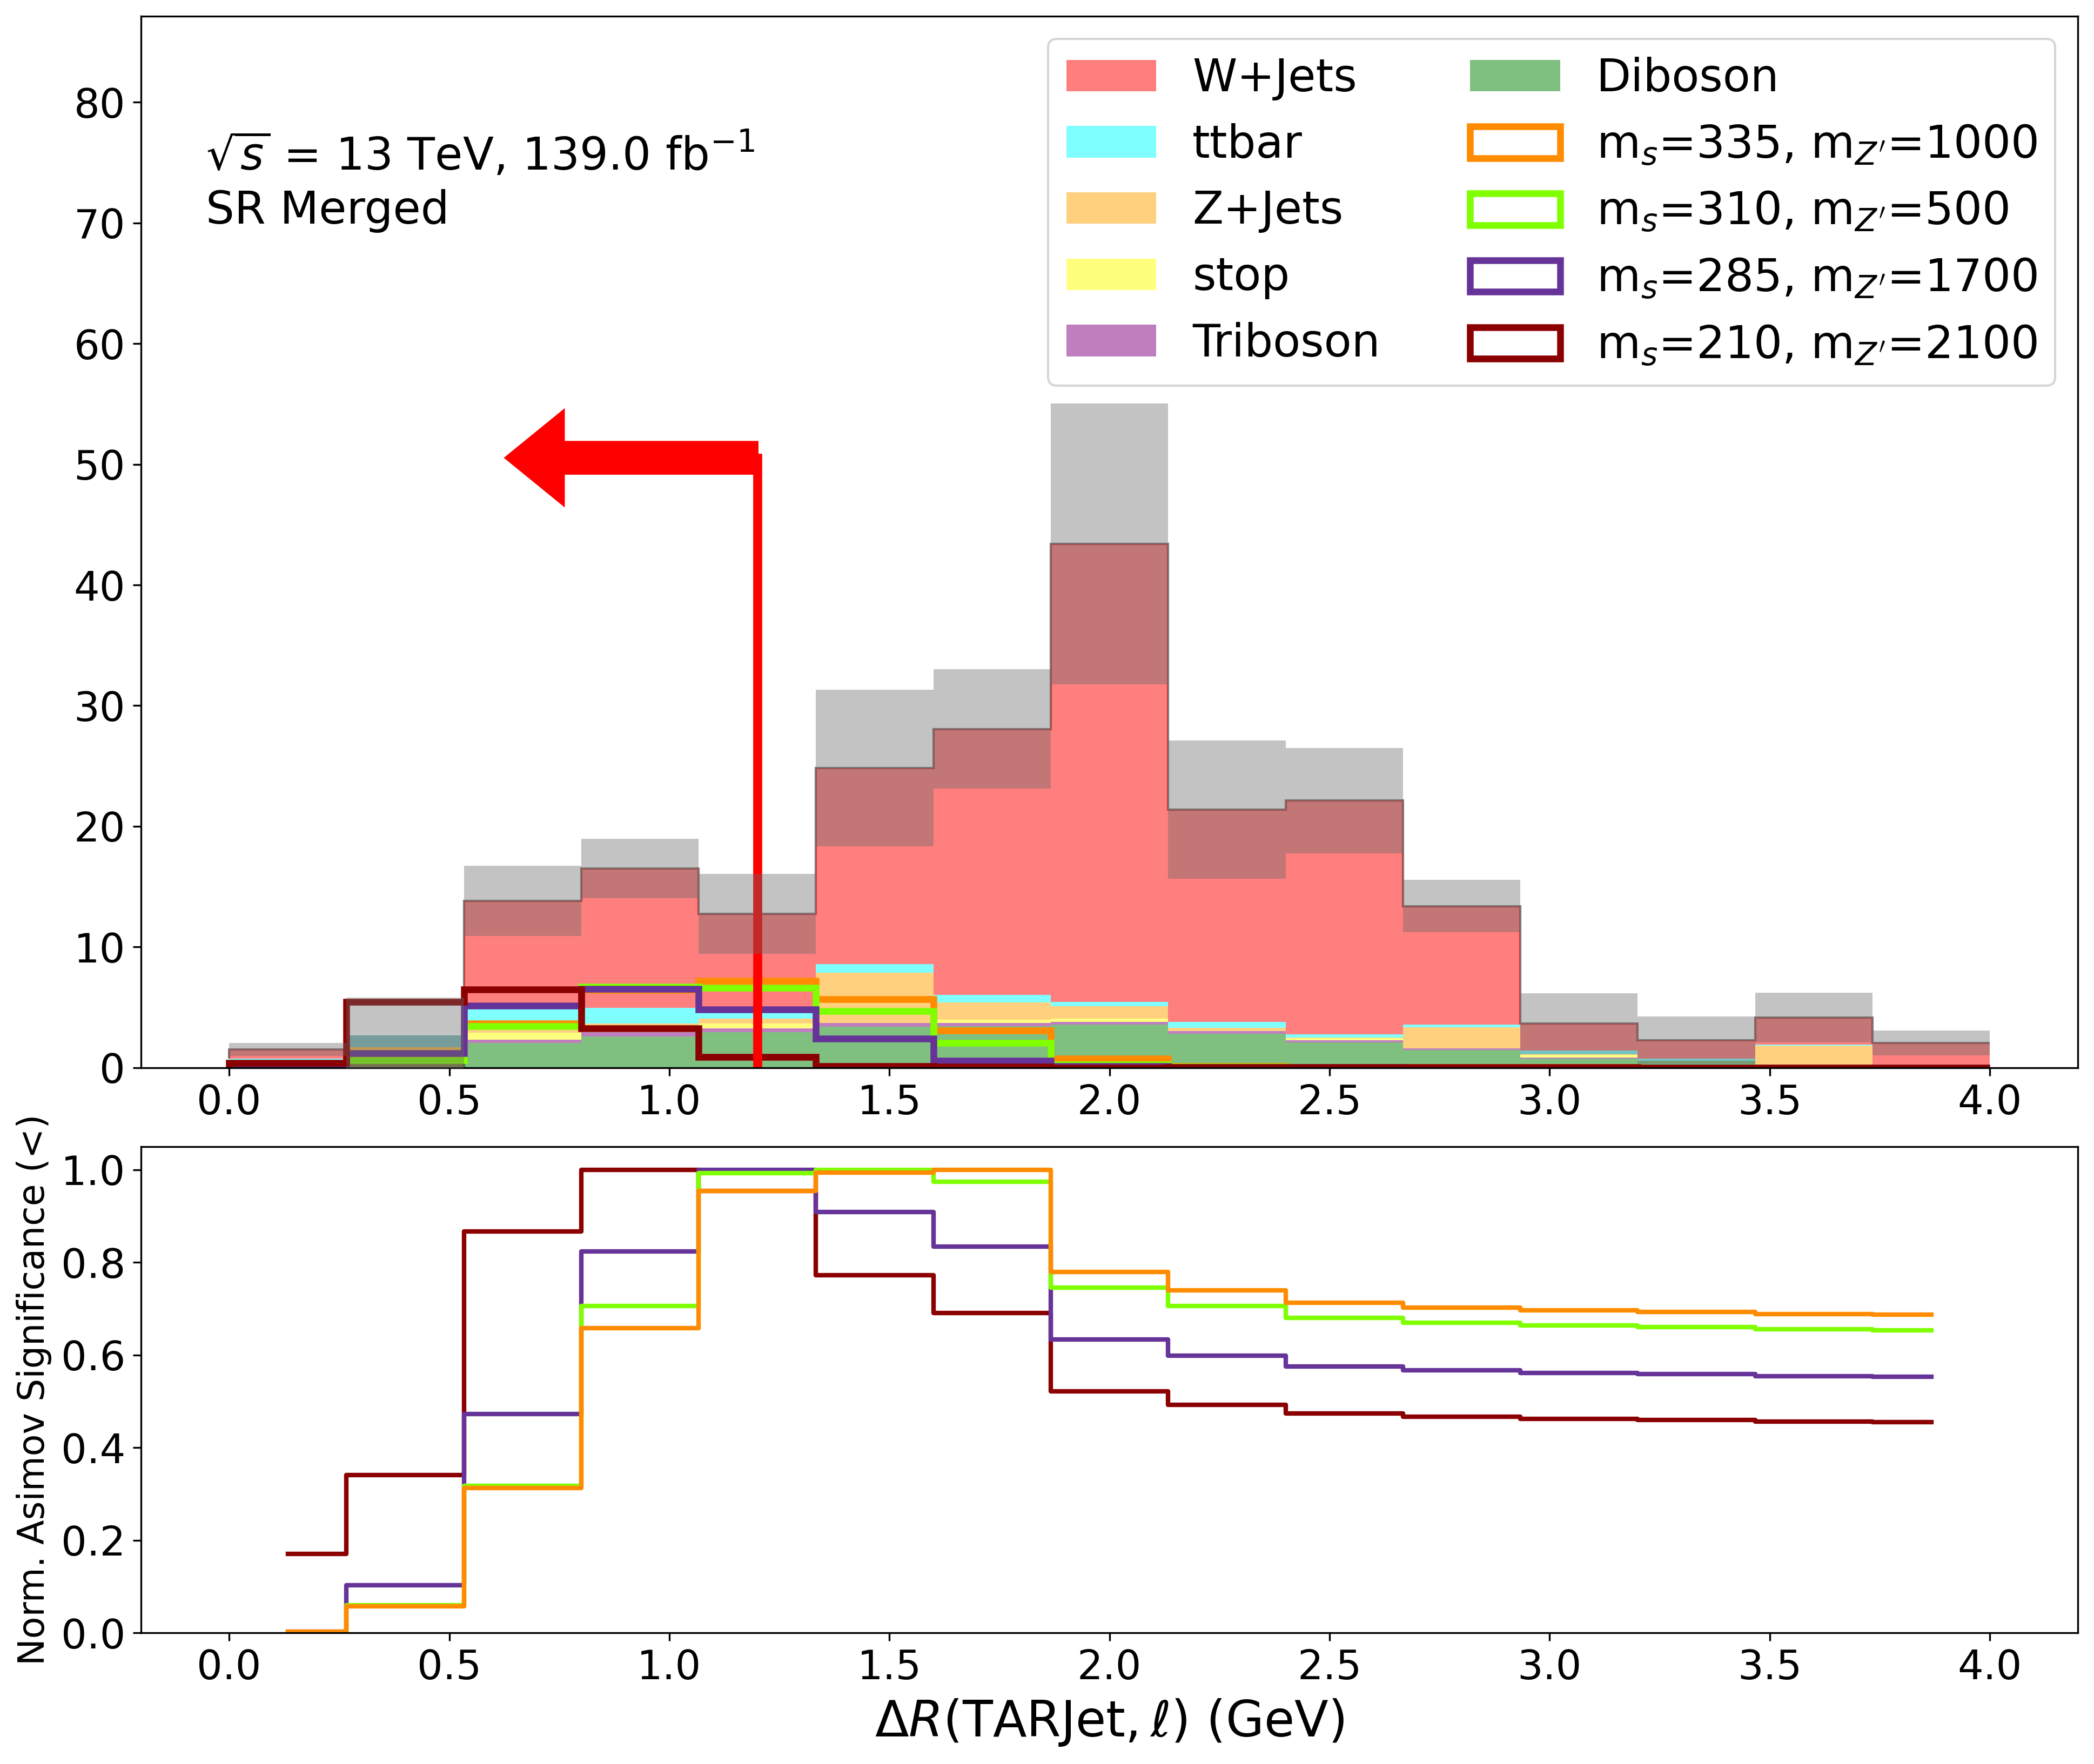 80
70
60
50
40
30
20
10
0
√s = 13 TeV, 139.0 fb⁻¹
SR Merged
W+Jets
ttbar
Z+Jets
stop
Triboson
Diboson
mₛ=335, m_Z′=1000
mₛ=310, m_Z′=500
mₛ=285, m_Z′=1700
mₛ=210, m_Z′=2100
0.0 0.5 1.0 1.5 2.0 2.5 3.0 3.5 4.0
Norm. Asimov Significance (<)
1.0
0.8
0.6
0.4
0.2
0.0
0.0 0.5 1.0 1.5 2.0 2.5 3.0 3.5 4.0
ΔR(TARJet, ℓ) (GeV)